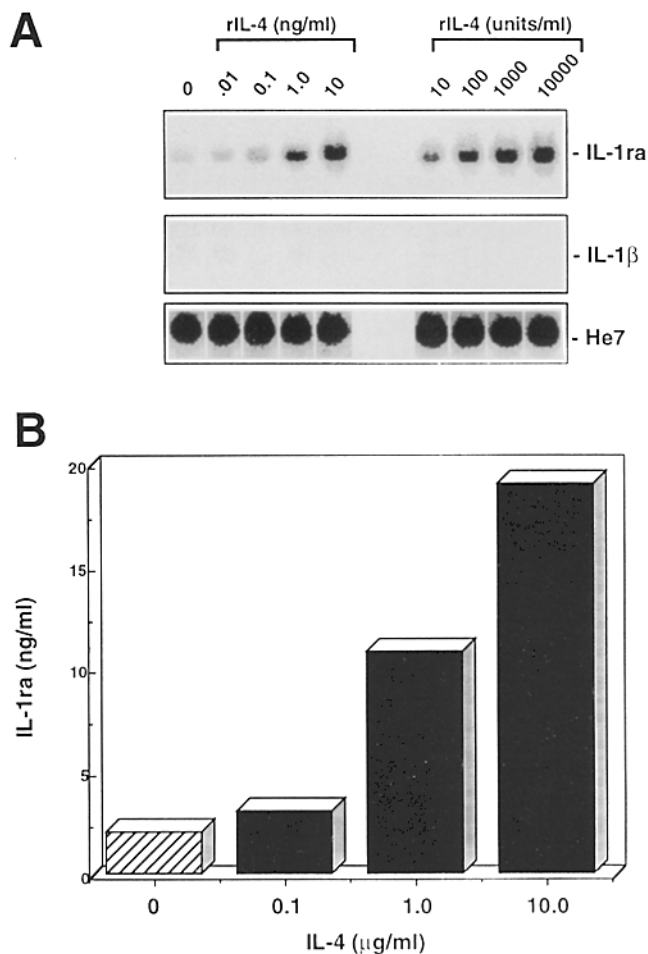 A
rIL-4 (ng/ml) rIL-4 (units/ml)
0 .01 0.1 1.0 10 10 100 1000 10000
- IL-1ra
- IL-1β
- He7
B
20
15
10
5
0
IL-1ra (ng/ml)
0 0.1 1.0 10.0
IL-4 (μg/ml)